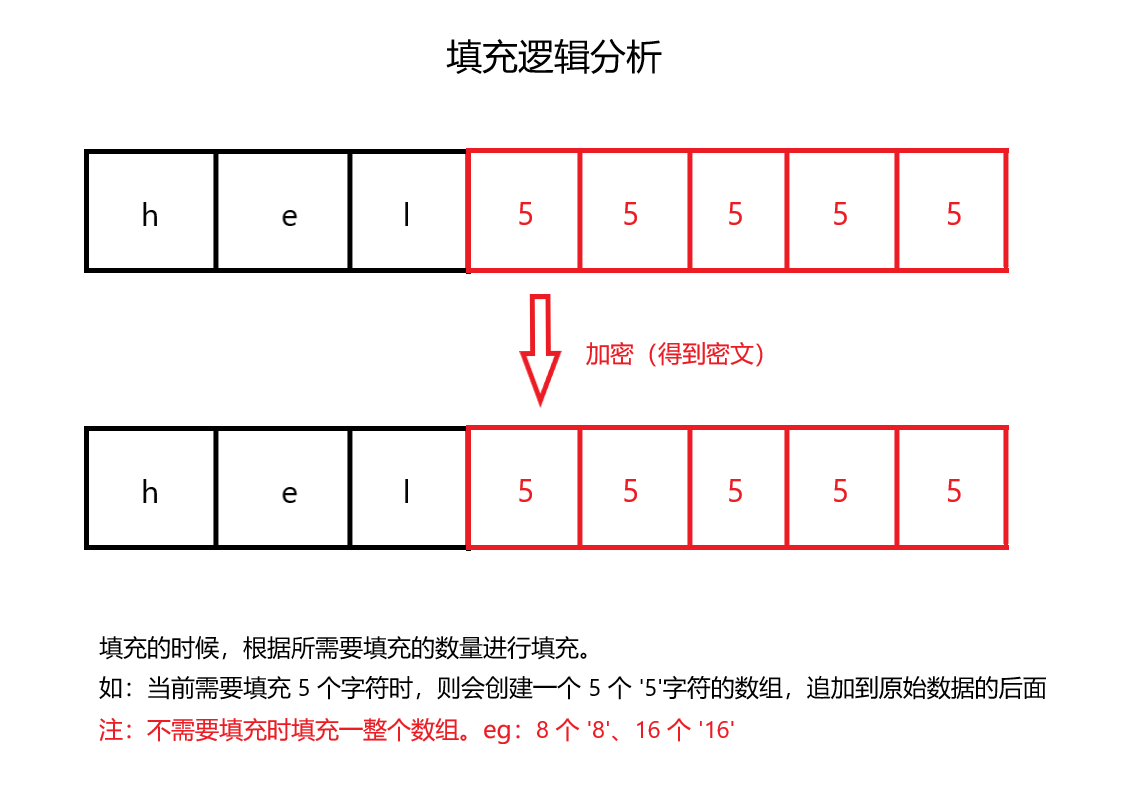 填充逻辑分析
h e l 5 5 5 5 5
加密（得到密文）
h e l 5 5 5 5 5
填充的时候，根据所需要填充的数量进行填充。
如：当前需要填充 5 个字符时，则会创建一个 5 个 '5'字符的数组，追加到原始数据的后面
注：不需要填充时填充一整个数组。eg：8 个 '8'、16 个 '16'